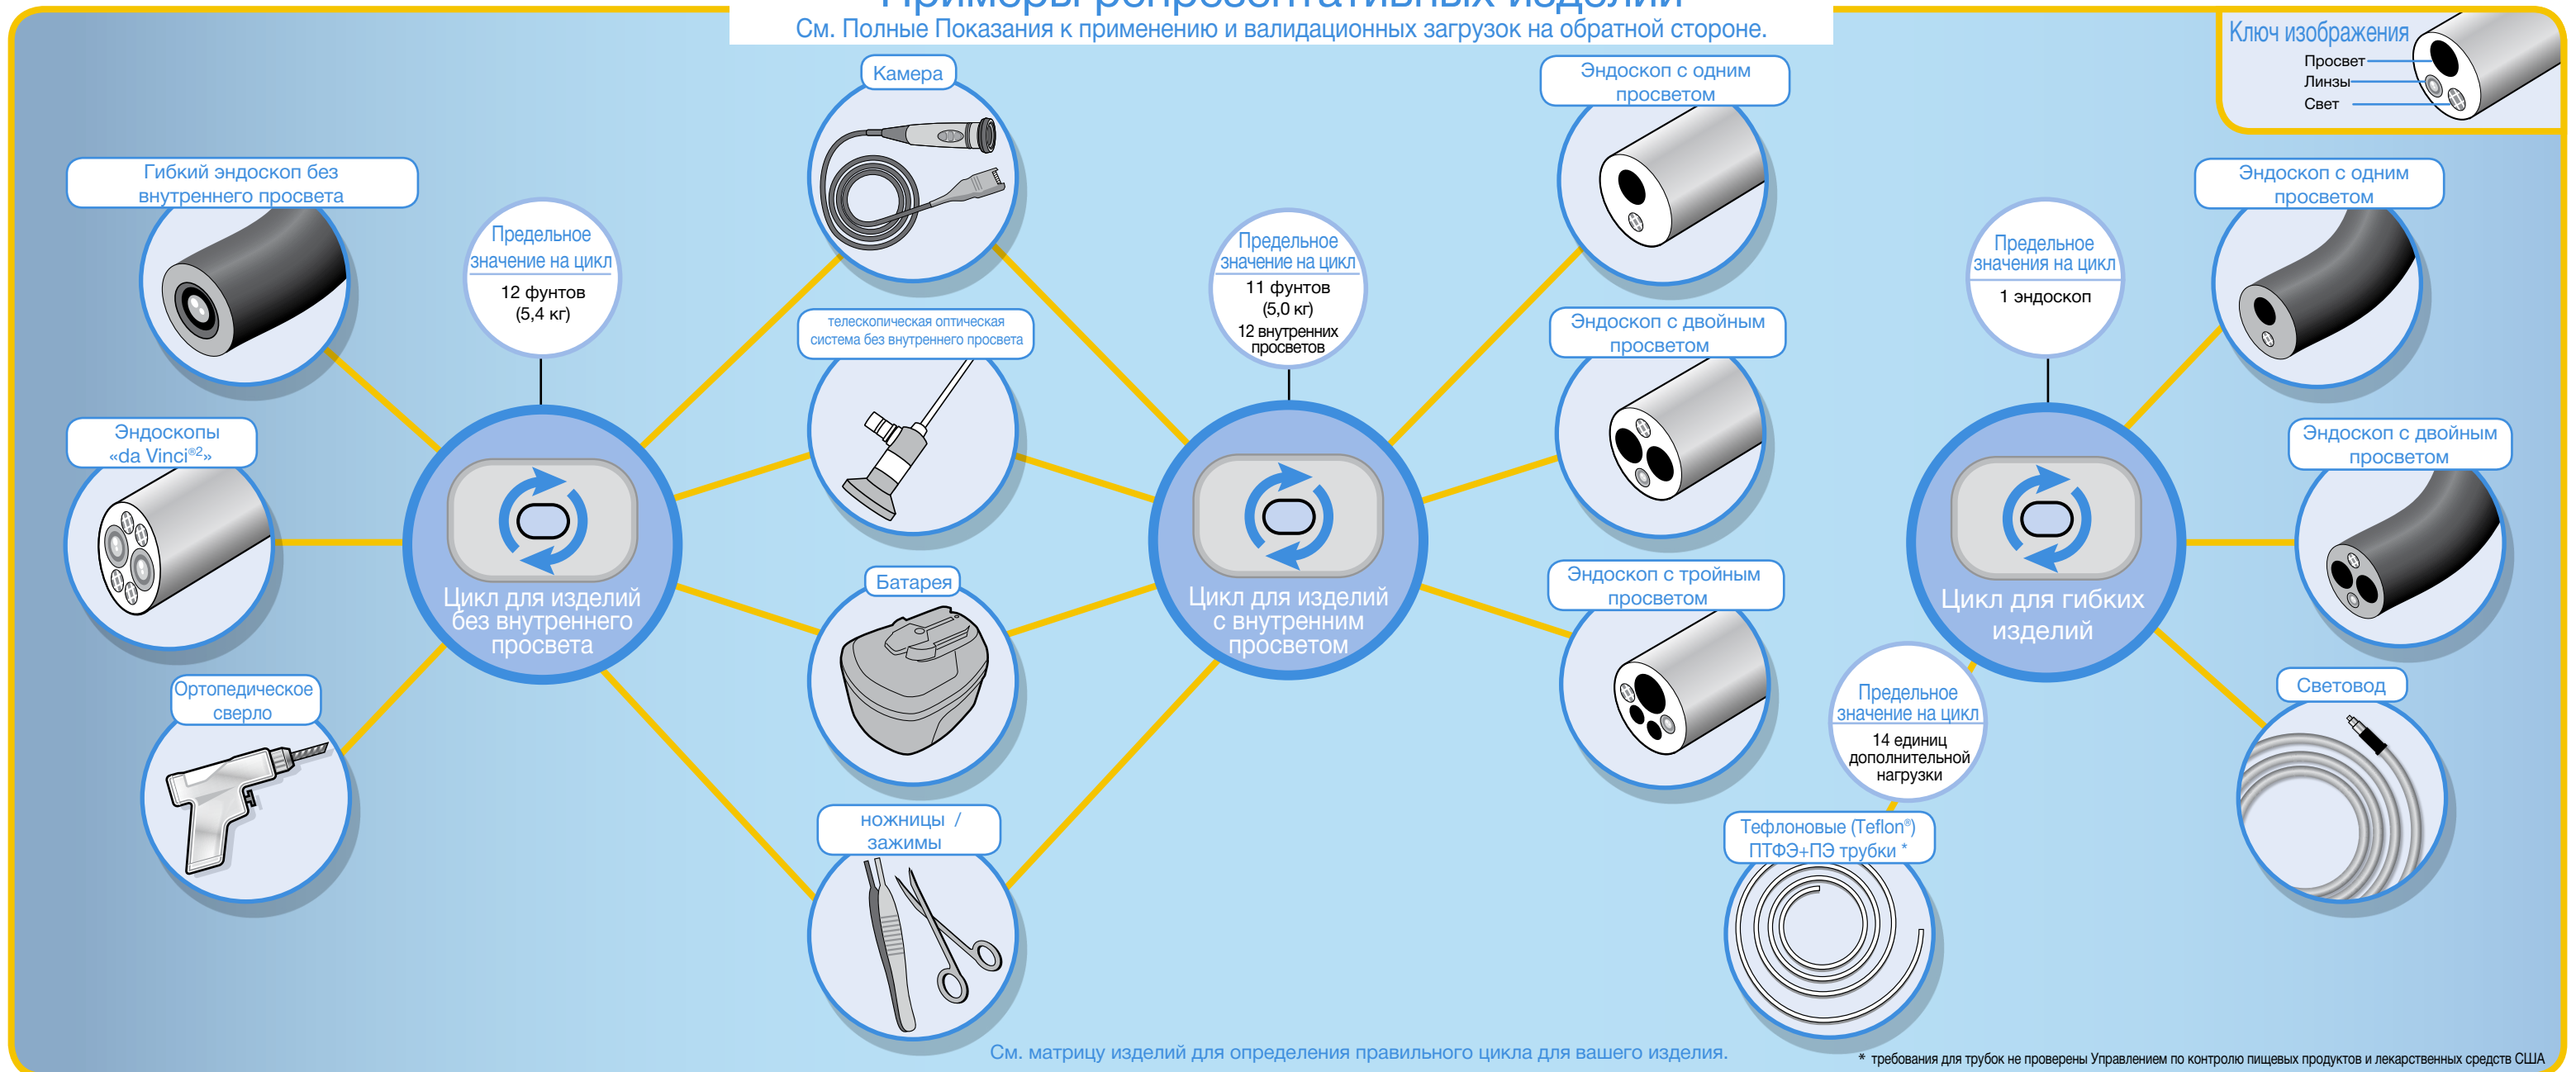 Примеры репрезентативных изделий
См. Полные Показания к применению и валидационных загрузок на обратной стороне.
Ключ изображения
Просвет
Линзы
Свет
Гибкий эндоскоп без
внутреннего просвета
Эндоскопы
«da Vinci®²»
Ортопедическое
сверло
Предельное
значение на цикл
12 фунтов
(5,4 кг)
Цикл для изделий
без внутреннего
просвета
Камера
телескопическая оптическая
система без внутреннего просвета
Батарея
ножницы /
зажимы
Предельное
значение на цикл
11 фунтов
(5,0 кг)
12 внутренних
просветов
Цикл для изделий
с внутренним
просветом
Эндоскоп с одним
просветом
Эндоскоп с двойным
просветом
Эндоскоп с тройным
просветом
Предельное
значения на цикл
1 эндоскоп
Цикл для гибких
изделий
Предельное
значение на цикл
14 единиц
дополнительной
нагрузки
Тефлоновые (Teflon®)
ПТФЭ+ПЭ трубки *
Эндоскоп с одним
просветом
Эндоскоп с двойным
просветом
Световод
См. матрицу изделий для определения правильного цикла для вашего изделия.
* требования для трубок не проверены Управлением по контролю пищевых продуктов и лекарственных средств США